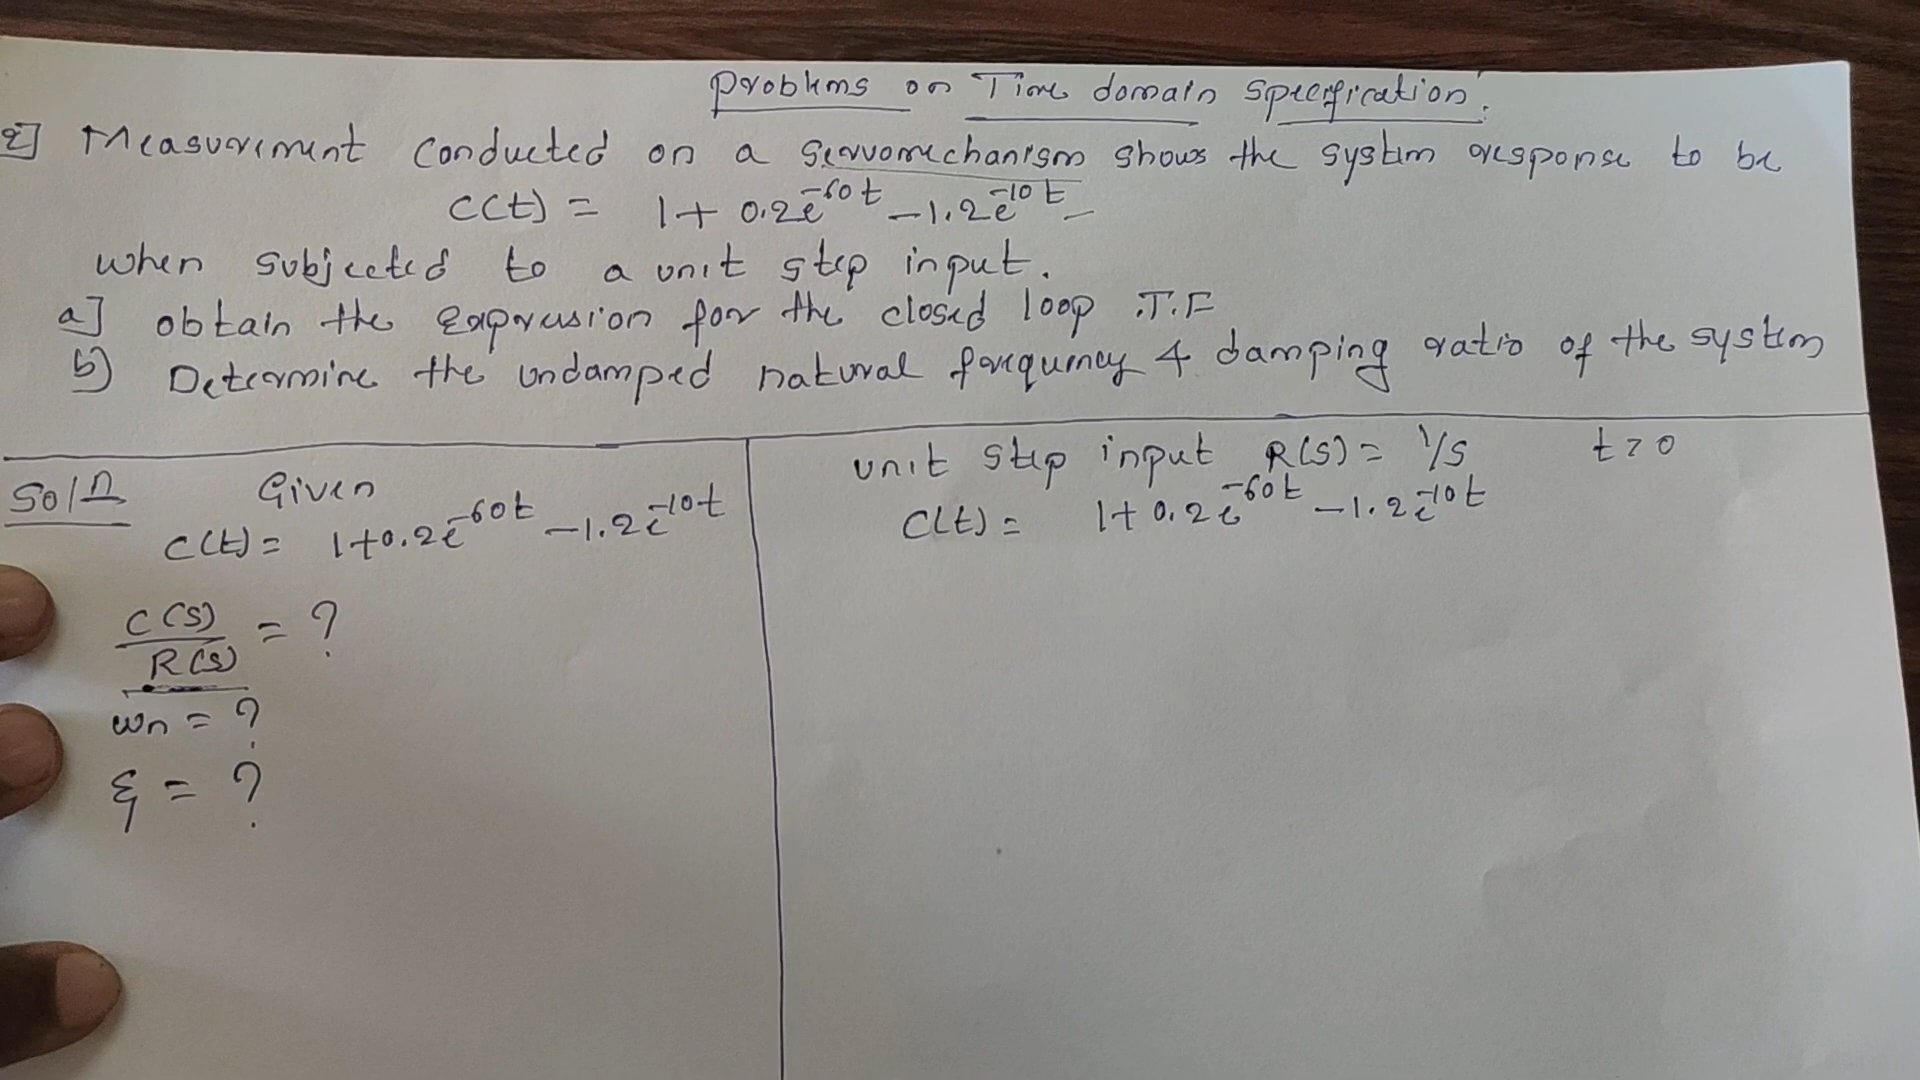 Problems on Time domain Specification.
2] Measurement conducted on a servomechanism shows the system response to be
c(t) = 1 + 0.2e^-60t - 1.2e^-10t
when subjected to a unit step input.
a] obtain the Expression for the closed loop .T.F
b) Determine the undamped natural frequency & damping ratio of the system
Soln Given
c(t) = 1+0.2e^-60t - 1.2e^-10t
C(S)/R(S) = ?
wn = ?
ξ = ?
unit step input R(S) = 1/S t>0
C(t) = 1+0.2e^-60t - 1.2e^-10t